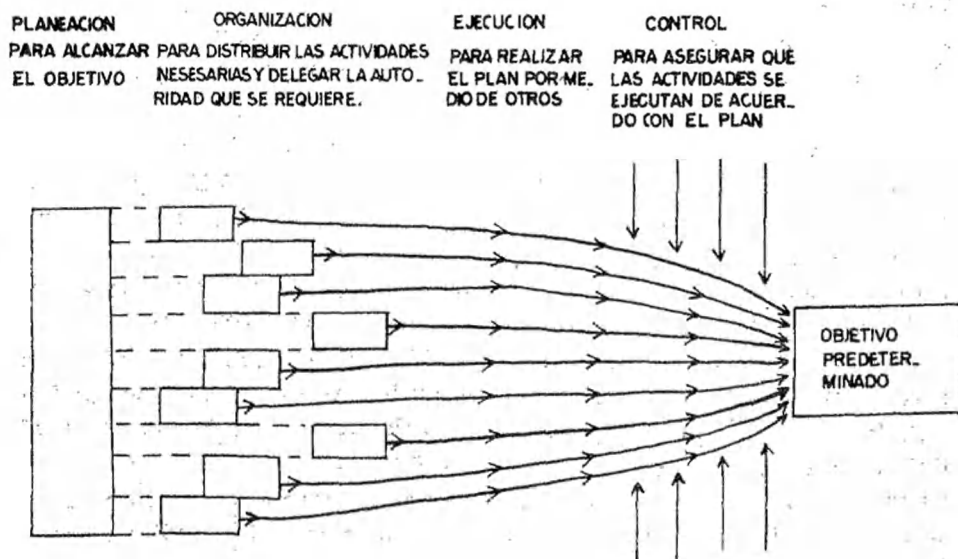 PLANEACION
PARA ALCANZAR
EL OBJETIVO
ORGANIZACION
PARA DISTRIBUIR LAS ACTIVIDADES
NESESARIAS Y DELEGAR LA AUTO_
RIDAD QUE SE REQUIERE.
EJECUCION
PARA REALIZAR
EL PLAN POR ME_
DIO DE OTROS
CONTROL
PARA ASEGURAR QUE
LAS ACTIVIDADES SE
EJECUTAN DE ACUER_
DO CON EL PLAN
OBJETIVO
PREDETER_
MINADO